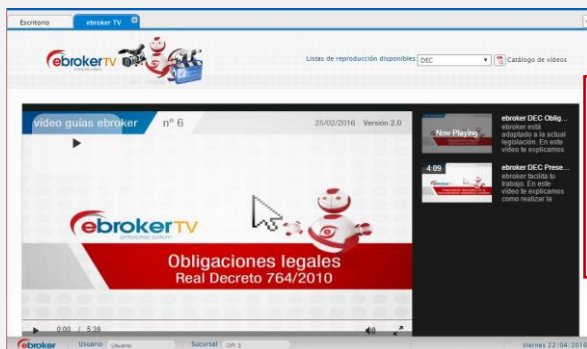 Escritorio
ebroker TV
ebrokerTV
Listas de reproducción disponibles:
DEC
Catálogo de vídeos
vídeo guías ebroker
nº 6
25/02/2016 Versión 2.0
ebrokerTV
Obligaciones legales
Real Decreto 764/2010
0:00 / 5:38
Now Playing
ebroker DEC Oblig...
ebroker está
adaptado a la actual
legislación. En este
vídeo te explicamos
4:09
ebroker DEC Prese...
ebroker facilita tu
trabajo. En este
vídeo te explicamos
como realizar la
ebroker
Usuario
Usuario
Sucursal
Viernes 22/04/2016